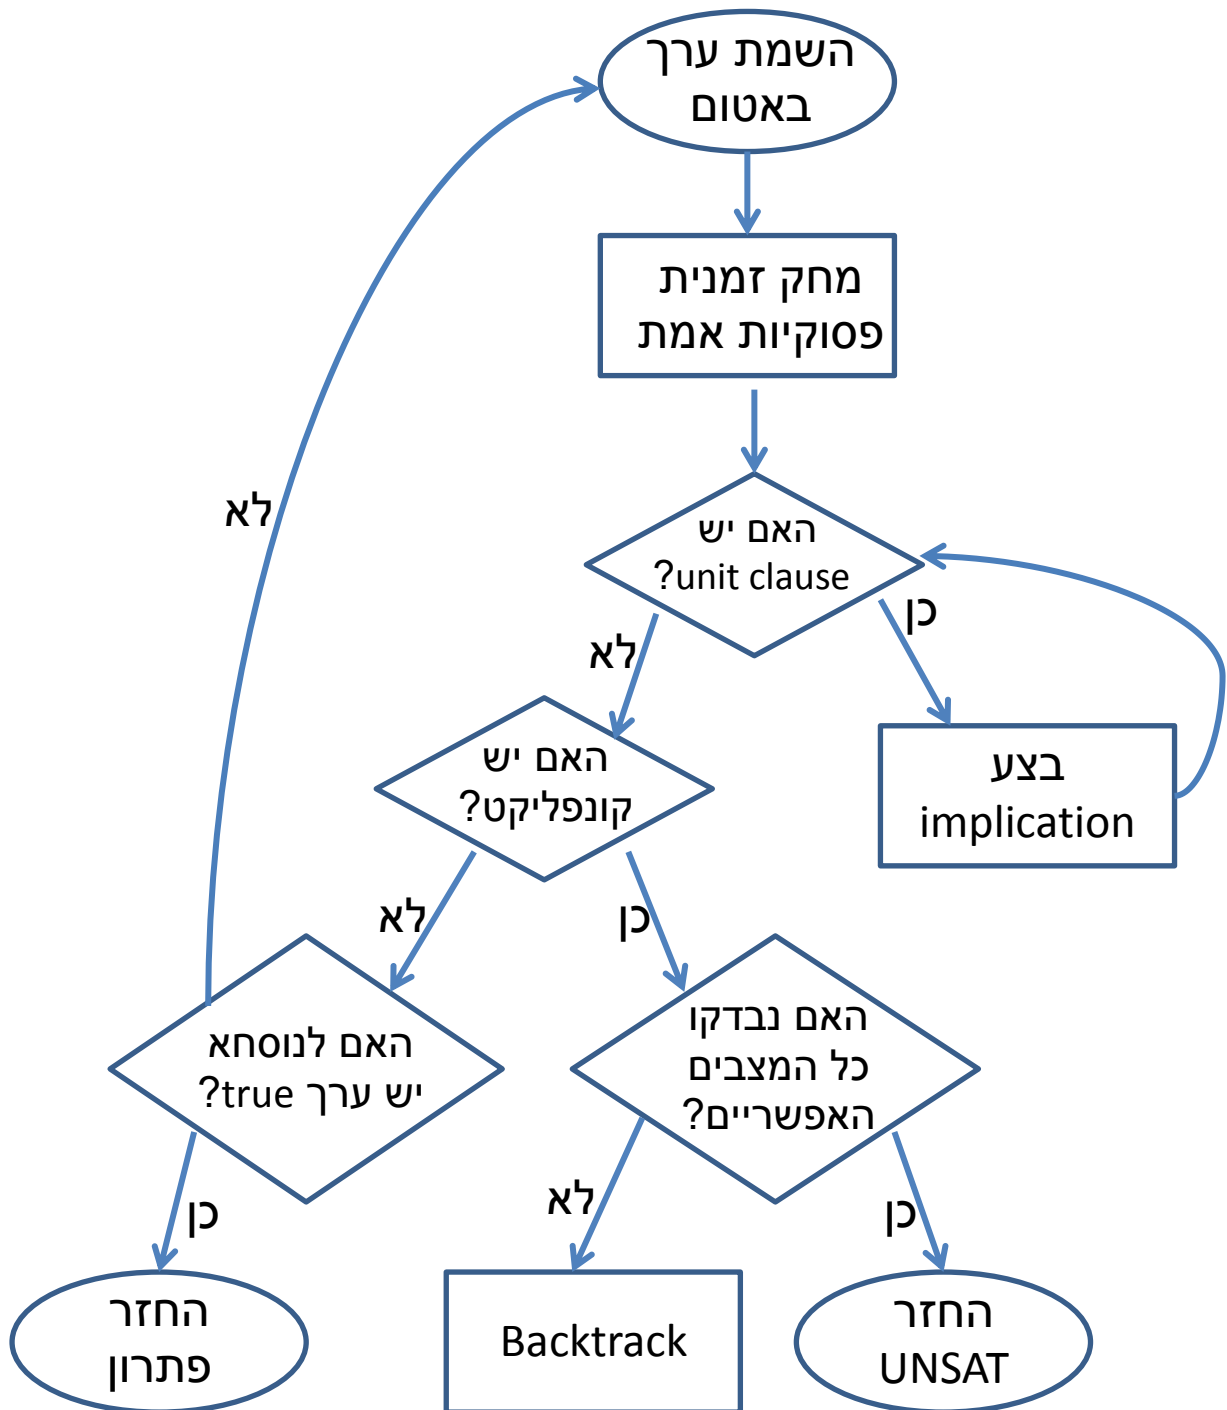 השמת ערך
באטום
מחק זמנית
פסוקיות אמת
לא
האם יש
unit clause?
כן
לא
בצע
implication
האם יש
קונפליקט?
לא
כן
האם לנוסחא
יש ערך true?
האם נבדקו
כל המצבים
האפשריים?
כן
לא
כן
החזר
פתרון
Backtrack
החזר
UNSAT